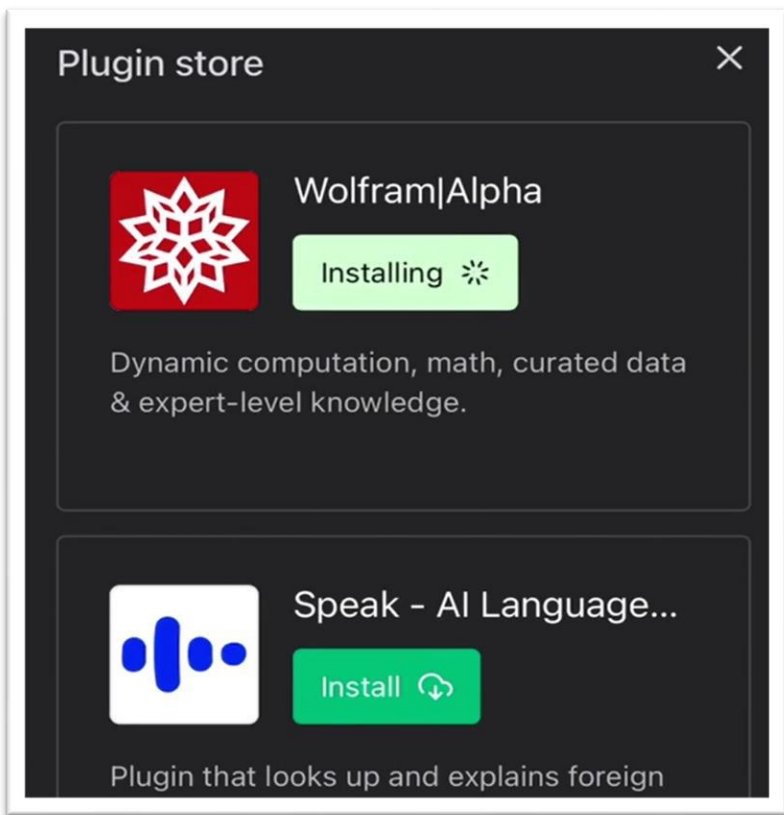 Plugin store
Wolfram|Alpha
Installing
Dynamic computation, math, curated data
& expert-level knowledge.
Speak - AI Language...
Install
Plugin that looks up and explains foreign